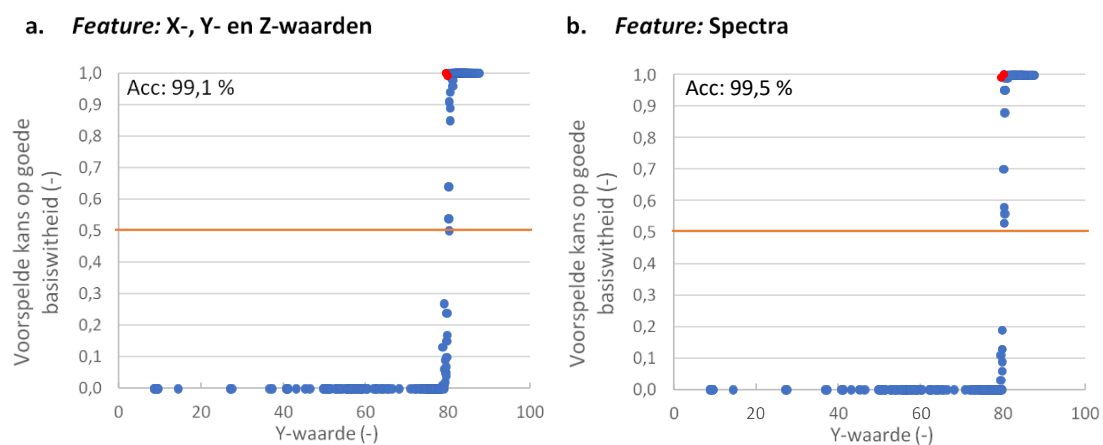 a. Feature: X-, Y- en Z-waarden
Acc: 99,1 %
Voorspelde kans op goede
basiswitheid (-)
1,0
0,9
0,8
0,7
0,6
0,5
0,4
0,3
0,2
0,1
0,0
0 20 40 60 80 100
Y-waarde (-)
b. Feature: Spectra
Acc: 99,5 %
Voorspelde kans op goede
basiswitheid (-)
1,0
0,9
0,8
0,7
0,6
0,5
0,4
0,3
0,2
0,1
0,0
0 20 40 60 80 100
Y-waarde (-)